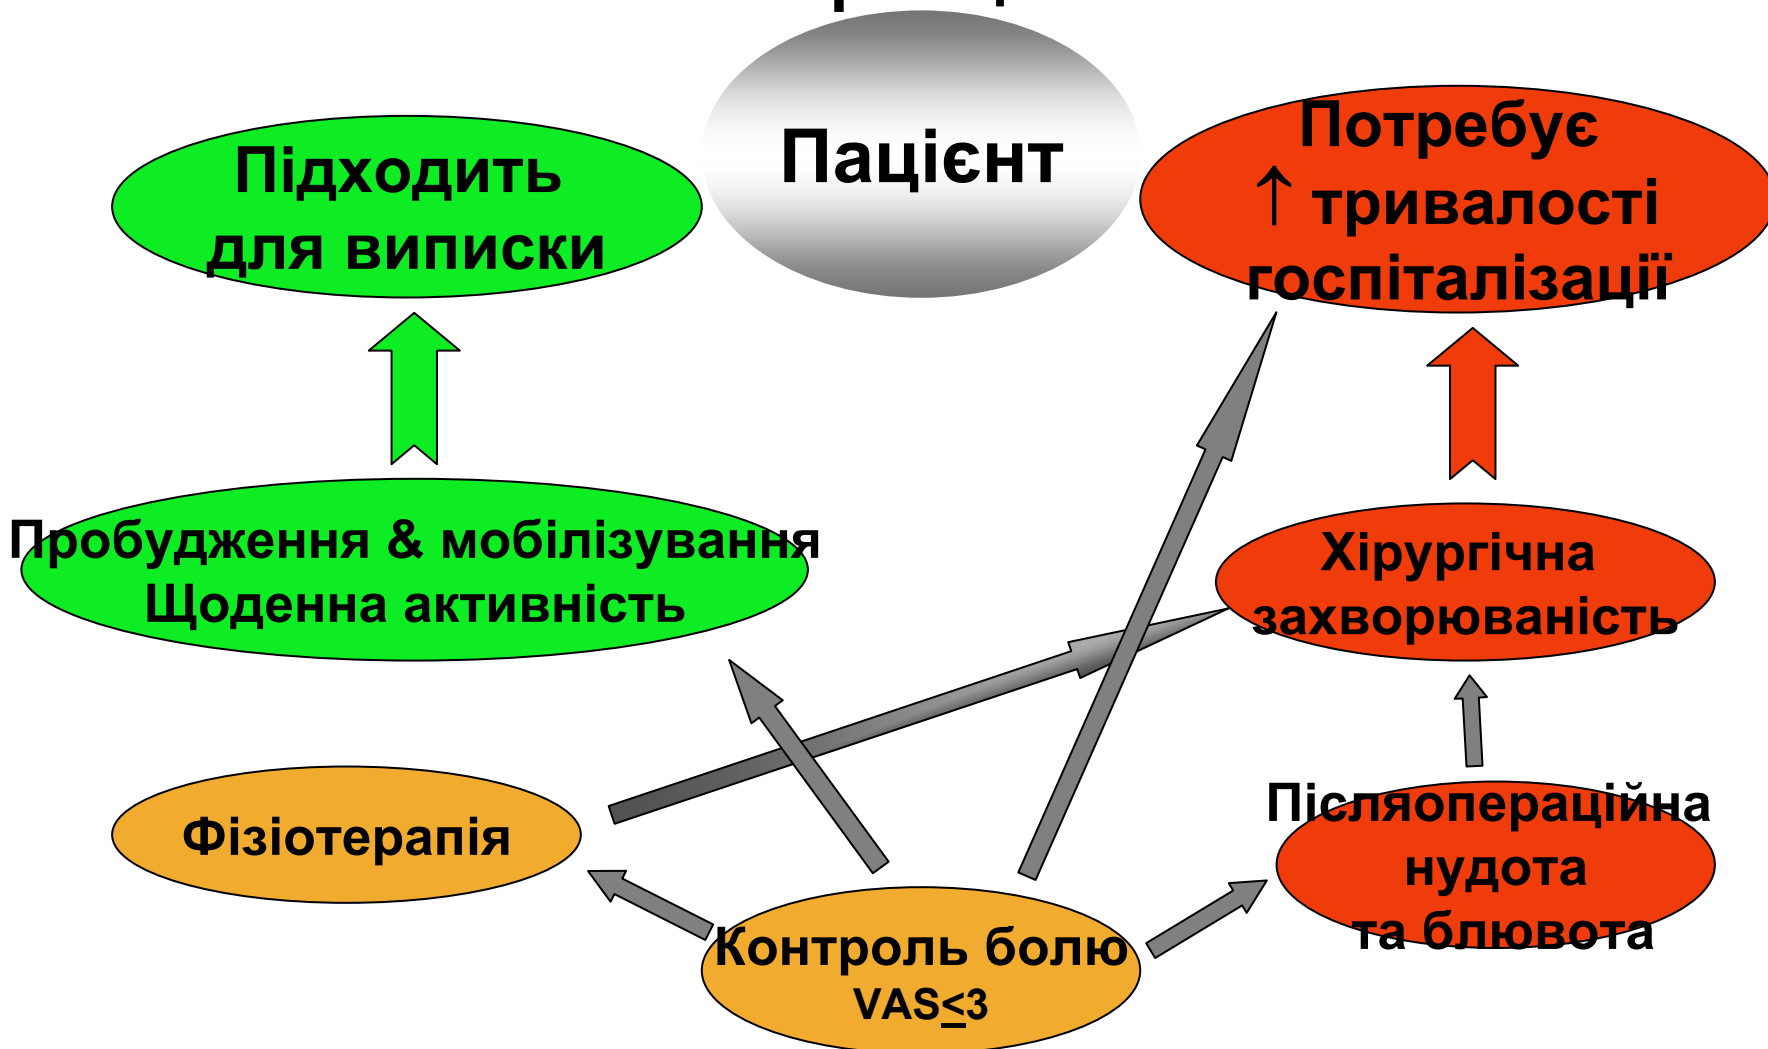 Пацієнт
Підходить
для виписки
Потребує
↑ тривалості
госпіталізації
Пробудження & мобілізування
Щоденна активність
Хірургічна
захворюваність
Фізіотерапія
Післяопераційна
нудота
та блювота
Контроль болю
VAS≤3